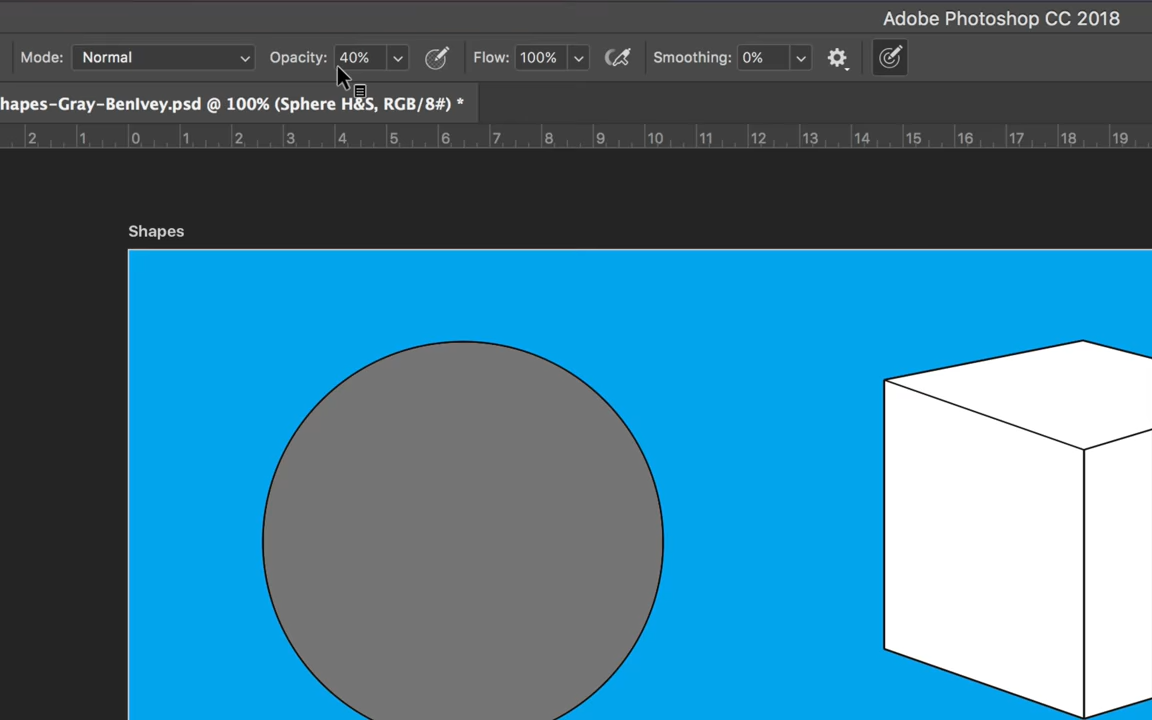 Adobe Photoshop CC 2018
Mode: Normal Opacity: 40% Flow: 100% Smoothing: 0%
hapes-Gray-BenIvey.psd @ 100% (Sphere H&S, RGB/8#) *
2 1 0 1 2 3 4 5 6 7 8 9 10 11 12 13 14 15 16 17 18 19
Shapes